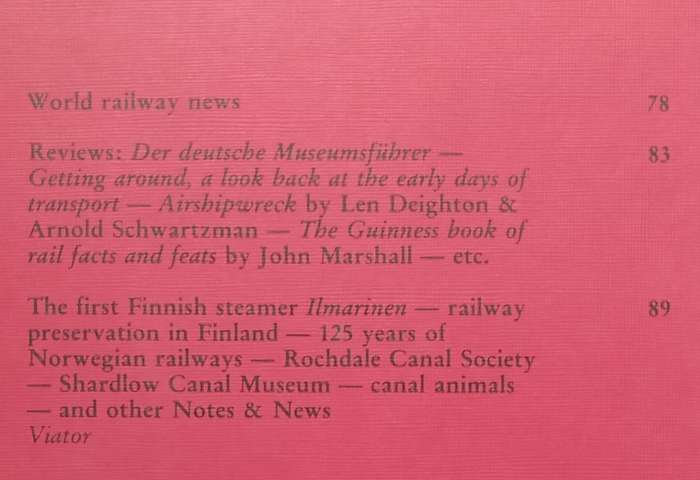 World railway news 78
Reviews: Der deutsche Museumsführer — 83
Getting around, a look back at the early days of
transport — Airshipwreck by Len Deighton &
Arnold Schwartzman — The Guinness book of
rail facts and feats by John Marshall — etc.
The first Finnish steamer Ilmarinen — railway 89
preservation in Finland — 125 years of
Norwegian railways — Rochdale Canal Society
— Shardlow Canal Museum — canal animals
— and other Notes & News
Viator